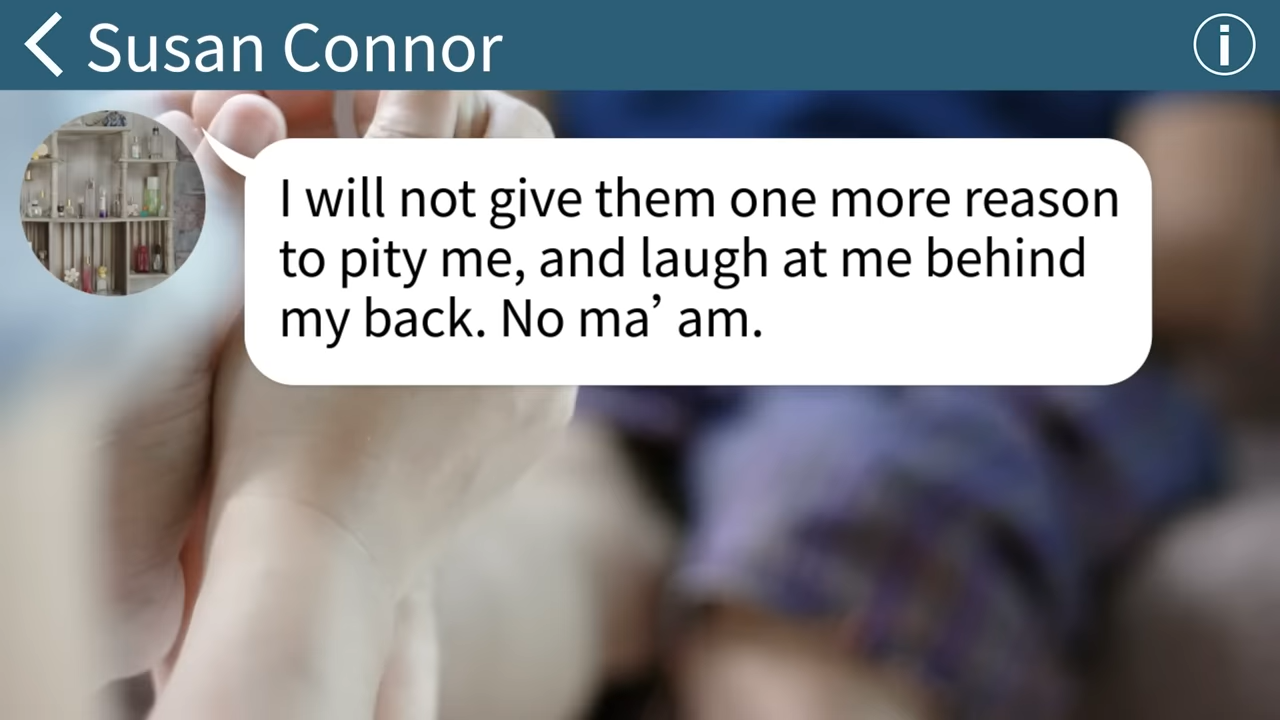 Susan Connor
I will not give them one more reason
to pity me, and laugh at me behind
my back. No ma’ am.